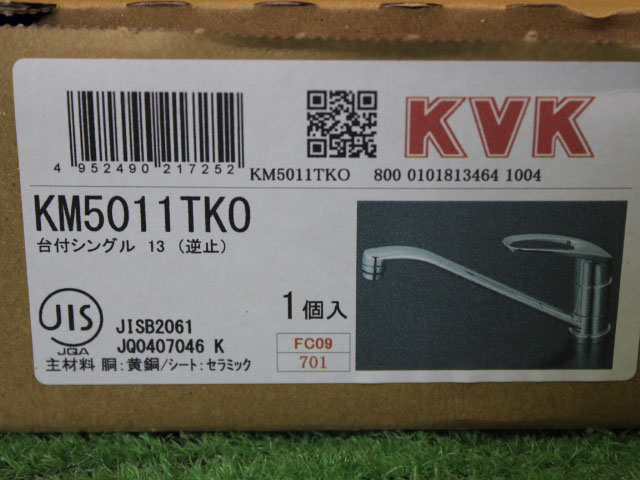 4 952490 217252
KM5011TKO 800 0101813464 1004
KVK
KM5011TKO
台付シングル 13 (逆止)
1個入
JIS
JQA
JISB2061
JQ0407046 K
FC09
701
主材料 胴:黄銅/シート:セラミック